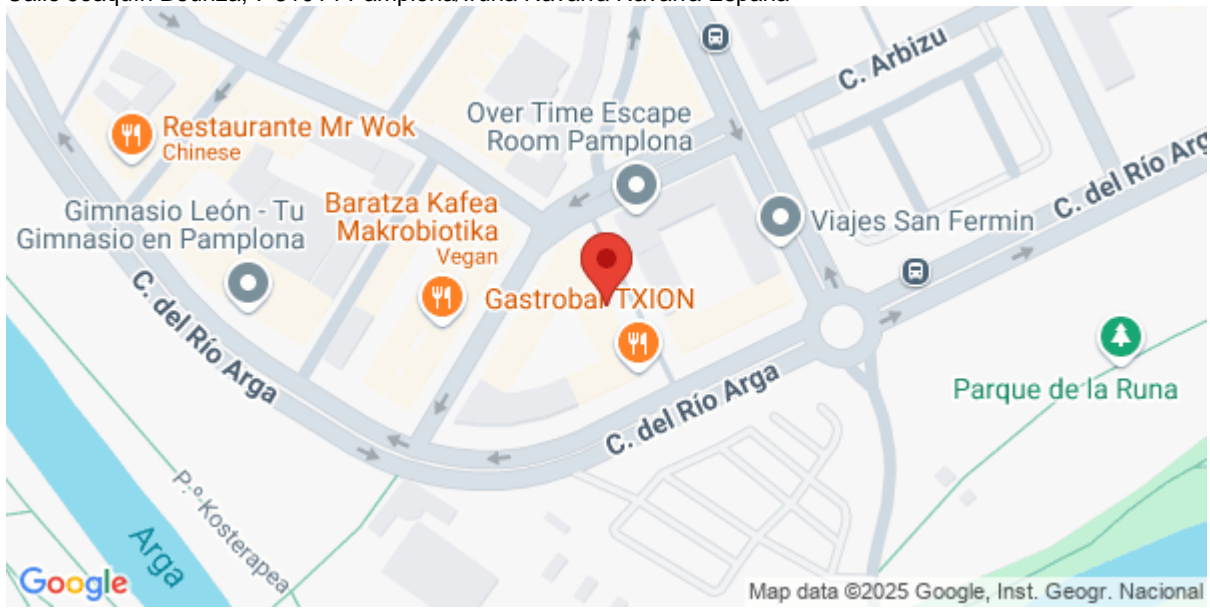 C. Arbizu
Over Time Escape
Room Pamplona
Restaurante Mr Wok
Chinese
C. del Río Arg
Gimnasio León - Tu
Gimnasio en Pamplona
Baratza Kafea
Makrobiotika
Vegan
Viajes San Fermin
Gastrobar TXION
C. del Río Arga
Parque de la Runa
C. del Río Arga
P.º Kosterapea
Arga
Google
Map data ©2025 Google, Inst. Geogr. Nacional